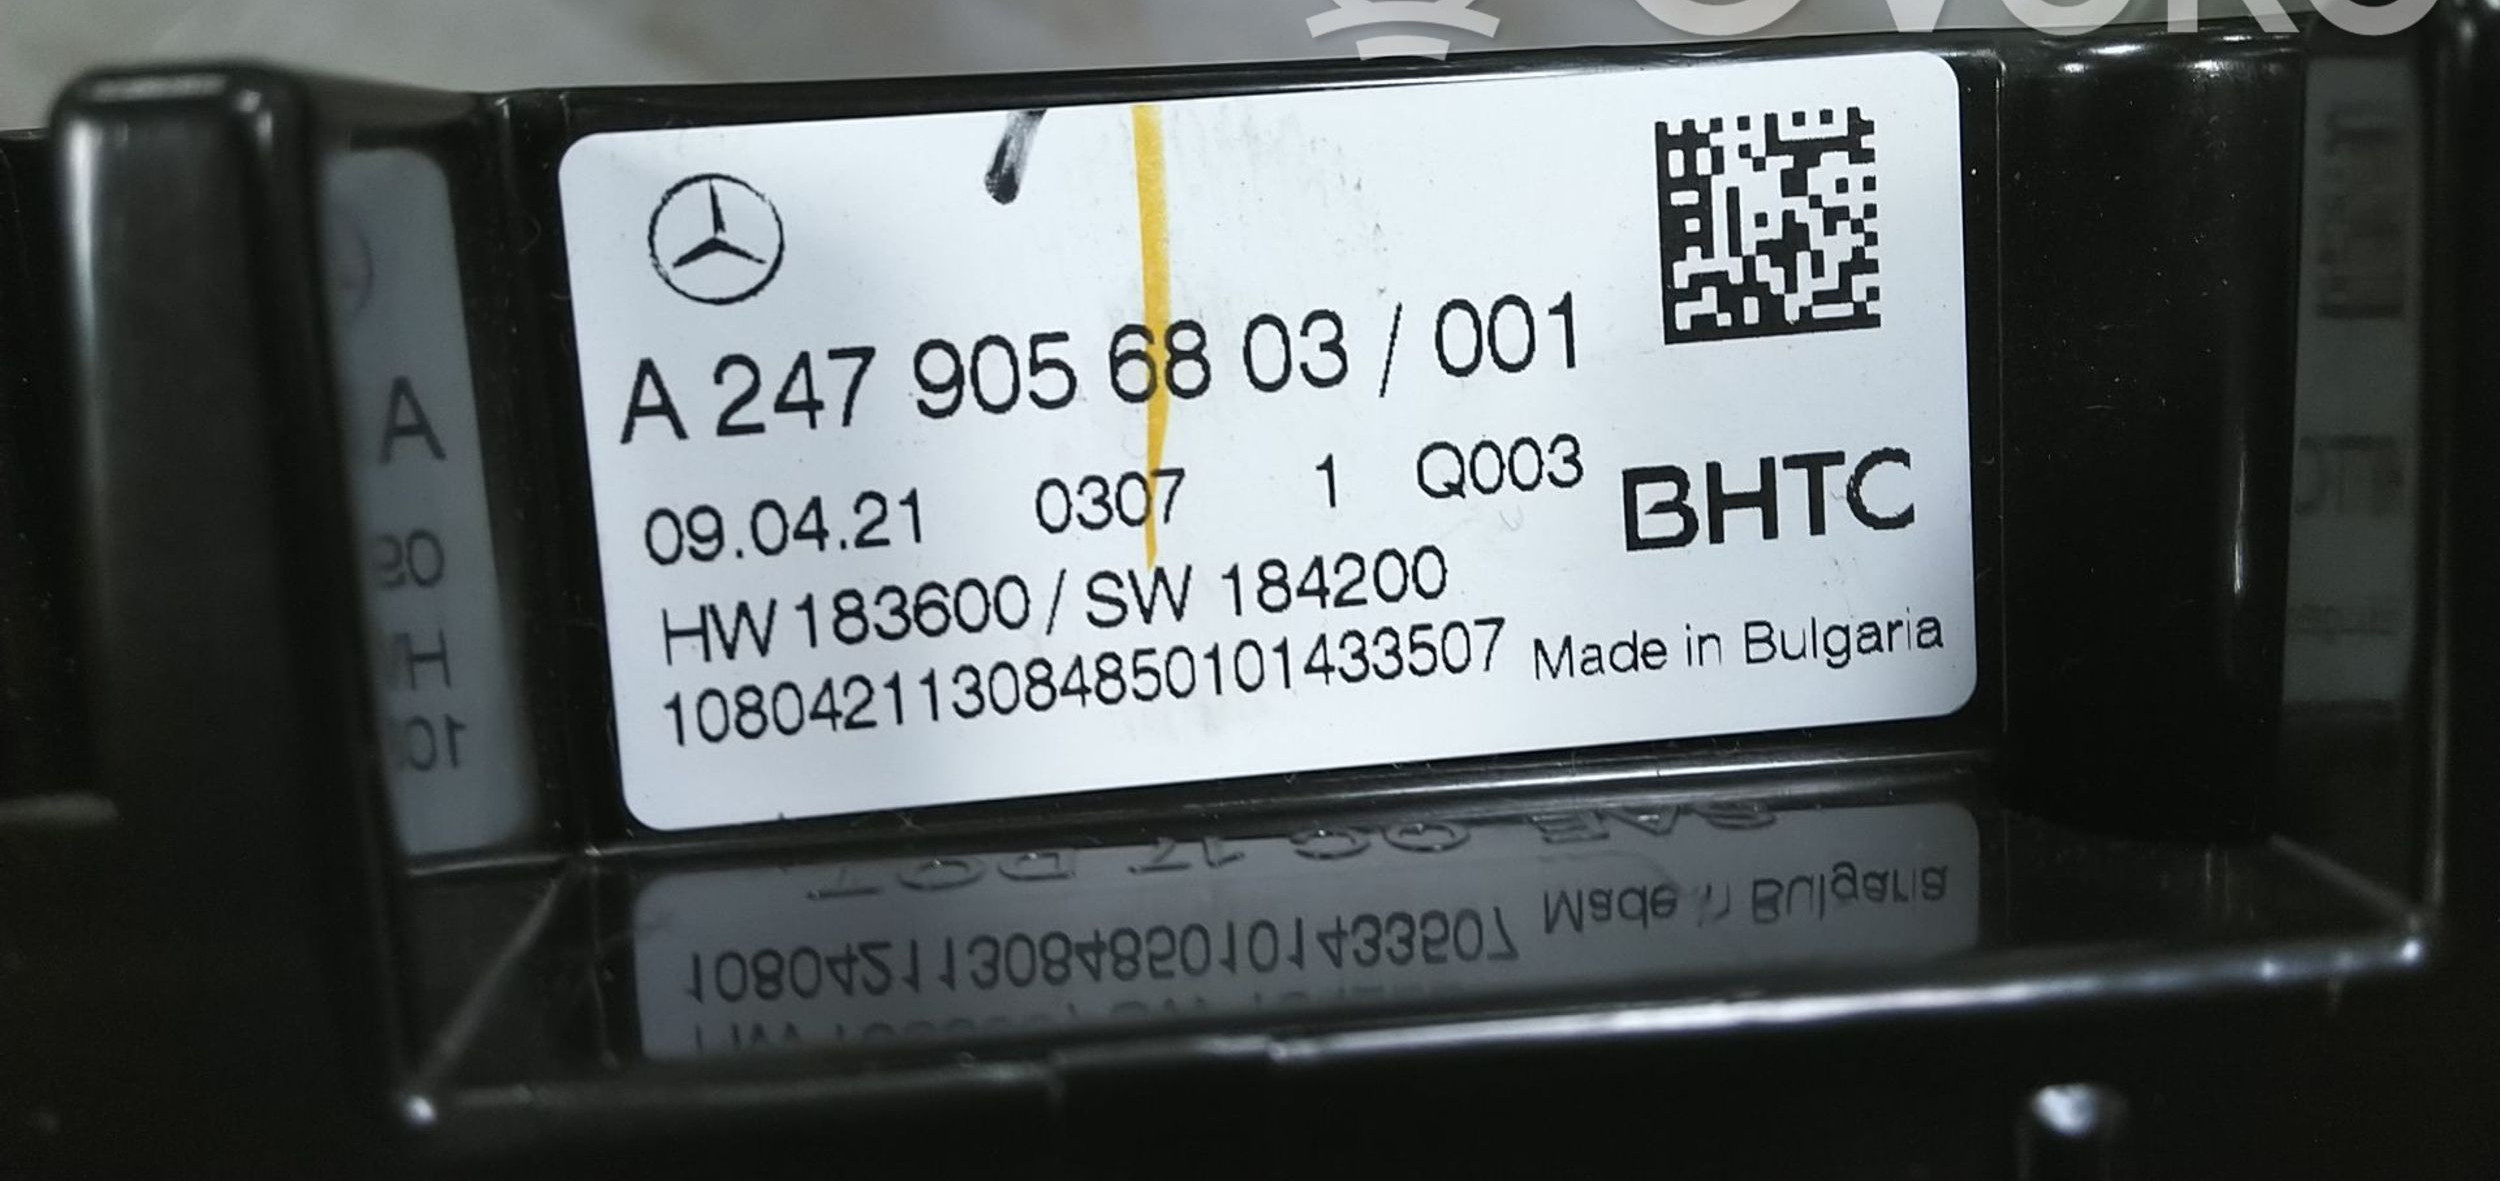 A 247 905 68 03 / 001
09.04.21 0307 1 Q003
BHTC
HW 183600 / SW 184200
108042113084850101433507 Made in Bulgaria